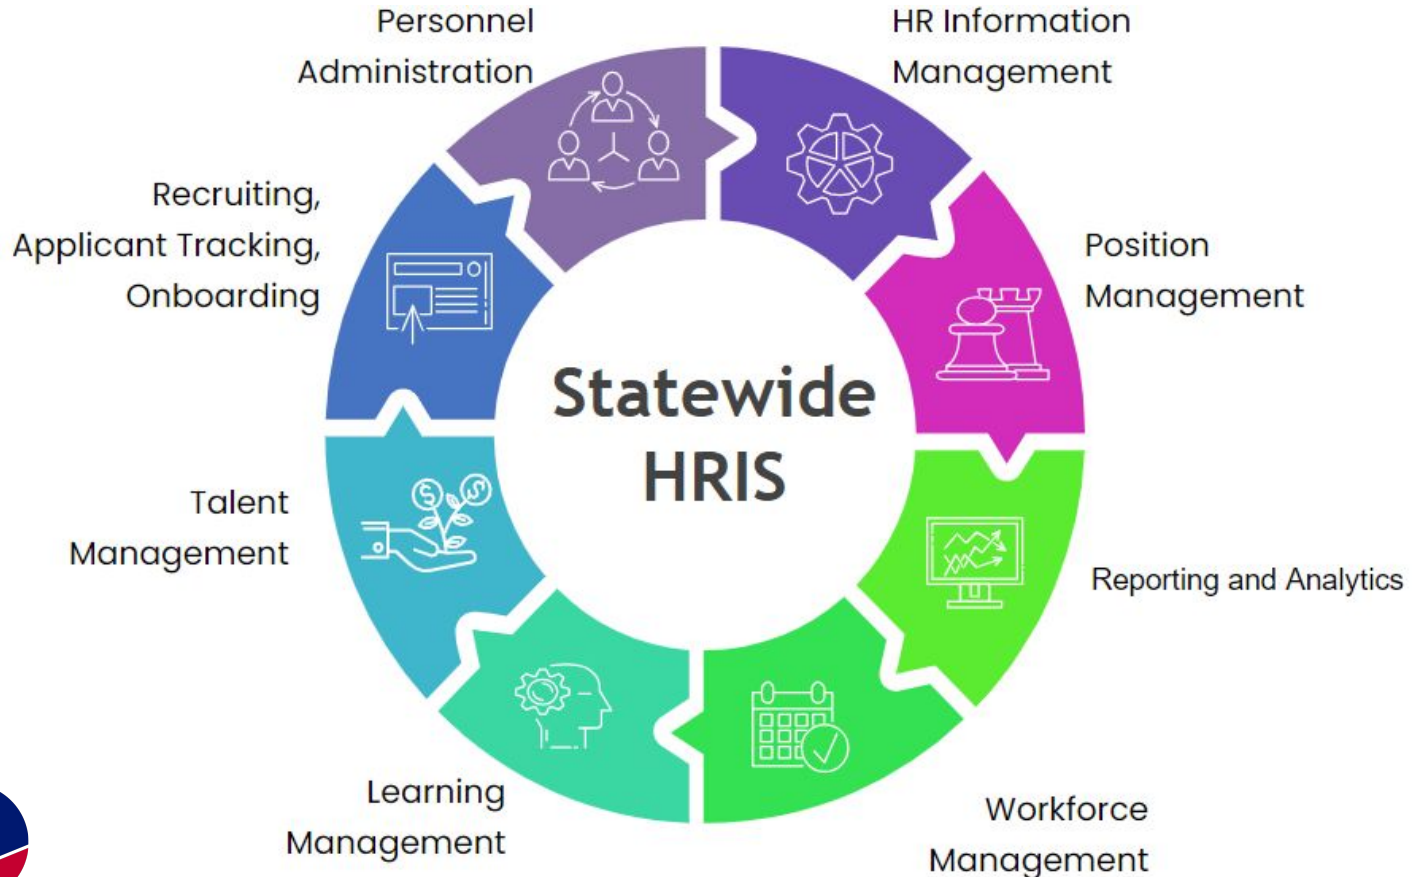 Personnel
Administration
HR Information
Management
Recruiting,
Applicant Tracking,
Onboarding
Position
Management
Statewide
HRIS
Talent
Management
Reporting and Analytics
Learning
Management
Workforce
Management
$
$